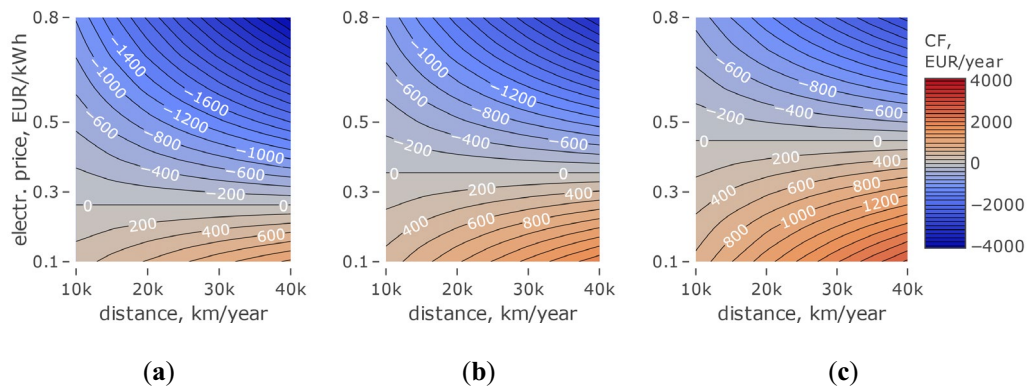 electr. price, EUR/kWh
0.8
0.5
0.3
0.1
−1400
−1000
−600
−1600
−1200
−800
−400
−1000
−600
−200
0
0
200
400
600
10k
20k
30k
40k
distance, km/year
(a)
0.8
0.5
0.3
0.1
−1000
−600
−200
−1200
−800
−400
−600
0
0
200
400
400
600
800
10k
20k
30k
40k
distance, km/year
(b)
0.8
0.5
0.3
0.1
−600
−200
−800
−400
−600
0
0
200
400
400
600
800
800
1000
1200
10k
20k
30k
40k
distance, km/year
(c)
CF,
EUR/year
4000
2000
0
−2000
−4000